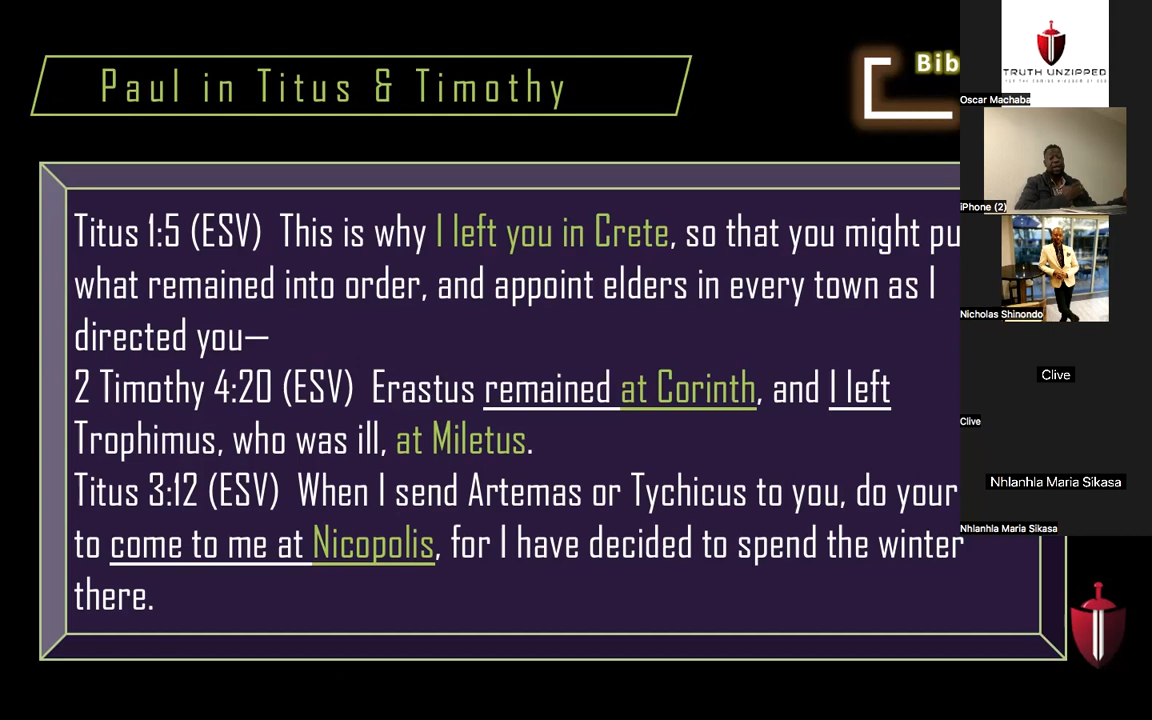 Paul in Titus & Timothy
Bib
Titus 1:5 (ESV) This is why I left you in Crete, so that you might pu
what remained into order, and appoint elders in every town as I
directed you—
2 Timothy 4:20 (ESV) Erastus remained at Corinth, and I left
Trophimus, who was ill, at Miletus.
Titus 3:12 (ESV) When I send Artemas or Tychicus to you, do your
to come to me at Nicopolis, for I have decided to spend the winter
there.
TRUTH UNZIPPED
Oscar Machaba
iPhone (2)
Nicholas Shinondo
Clive
Clive
Nhlanhla Maria Sikasa
Nhlanhla Maria Sikasa